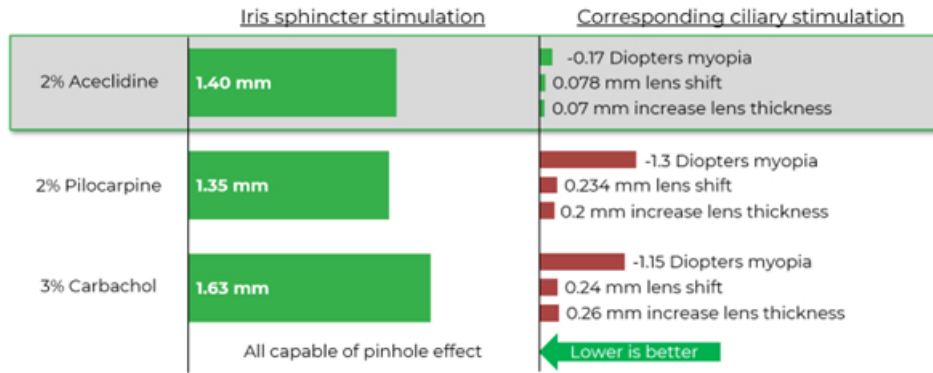 Iris sphincter stimulation
Corresponding ciliary stimulation
2% Aceclidine
1.40 mm
-0.17 Diopters myopia
0.078 mm lens shift
0.07 mm increase lens thickness
2% Pilocarpine
1.35 mm
-1.3 Diopters myopia
0.234 mm lens shift
0.2 mm increase lens thickness
3% Carbachol
1.63 mm
-1.15 Diopters myopia
0.24 mm lens shift
0.26 mm increase lens thickness
All capable of pinhole effect
Lower is better